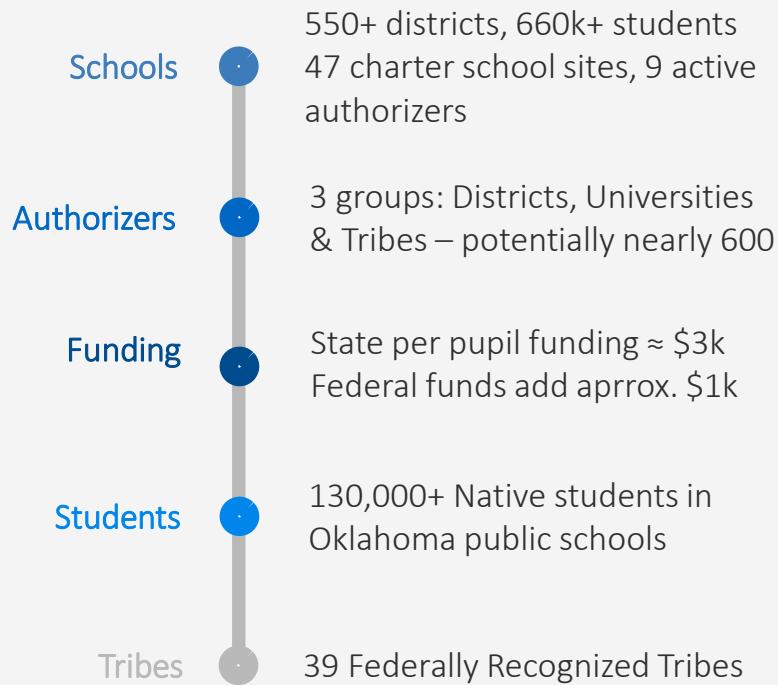 Schools
550+ districts, 660k+ students
47 charter school sites, 9 active
authorizers
Authorizers
3 groups: Districts, Universities
& Tribes – potentially nearly 600
Funding
State per pupil funding ≈ $3k
Federal funds add aprrox. $1k
Students
130,000+ Native students in
Oklahoma public schools
Tribes
39 Federally Recognized Tribes